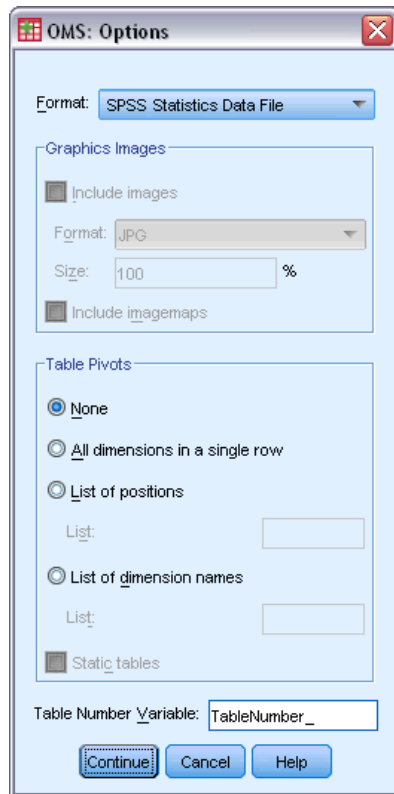 OMS: Options
Format: SPSS Statistics Data File
Graphics Images
Include images
Format: JPG
Size: 100 %
Include imagemaps
Table Pivots
None
All dimensions in a single row
List of positions
List:
List of dimension names
List:
Static tables
Table Number Variable: TableNumber_
Continue Cancel Help